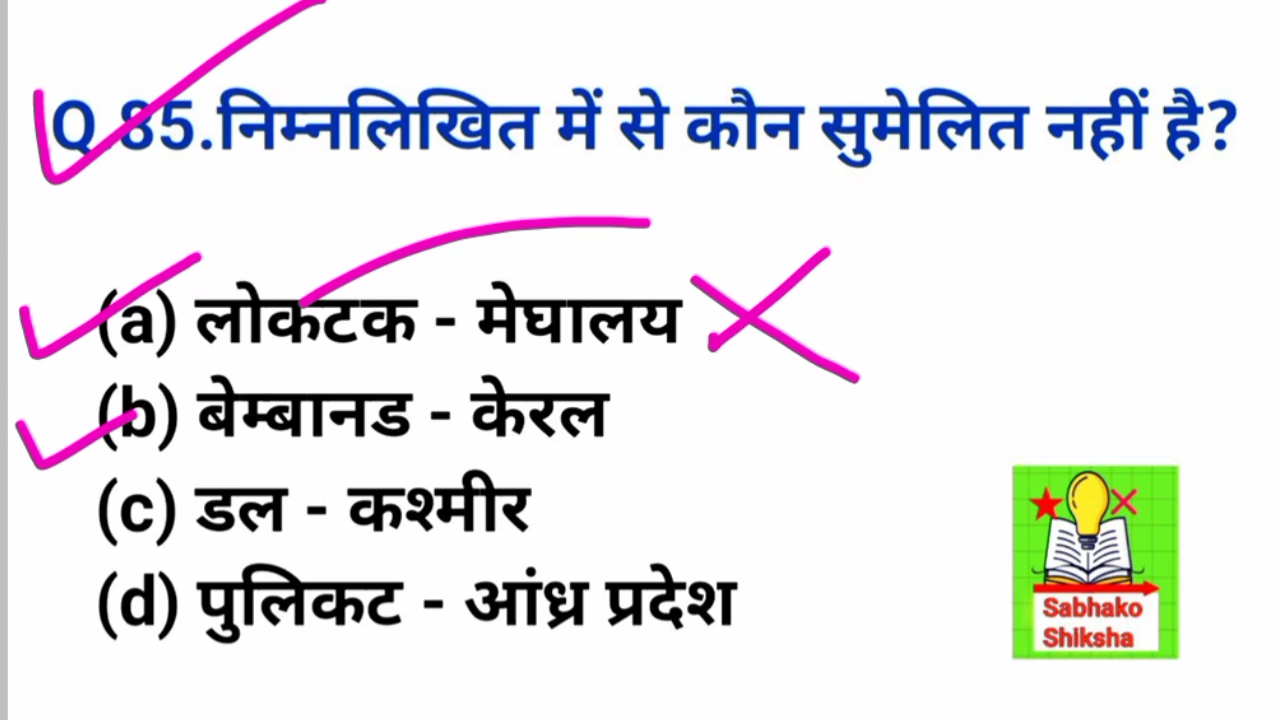 Q 85.निम्नलिखित में से कौन सुमेलित नहीं है?
(a) लोकटक - मेघालय
(b) बेम्बानड - केरल
(c) डल - कश्मीर
(d) पुलिकट - आंध्र प्रदेश
Sabhako
Shiksha